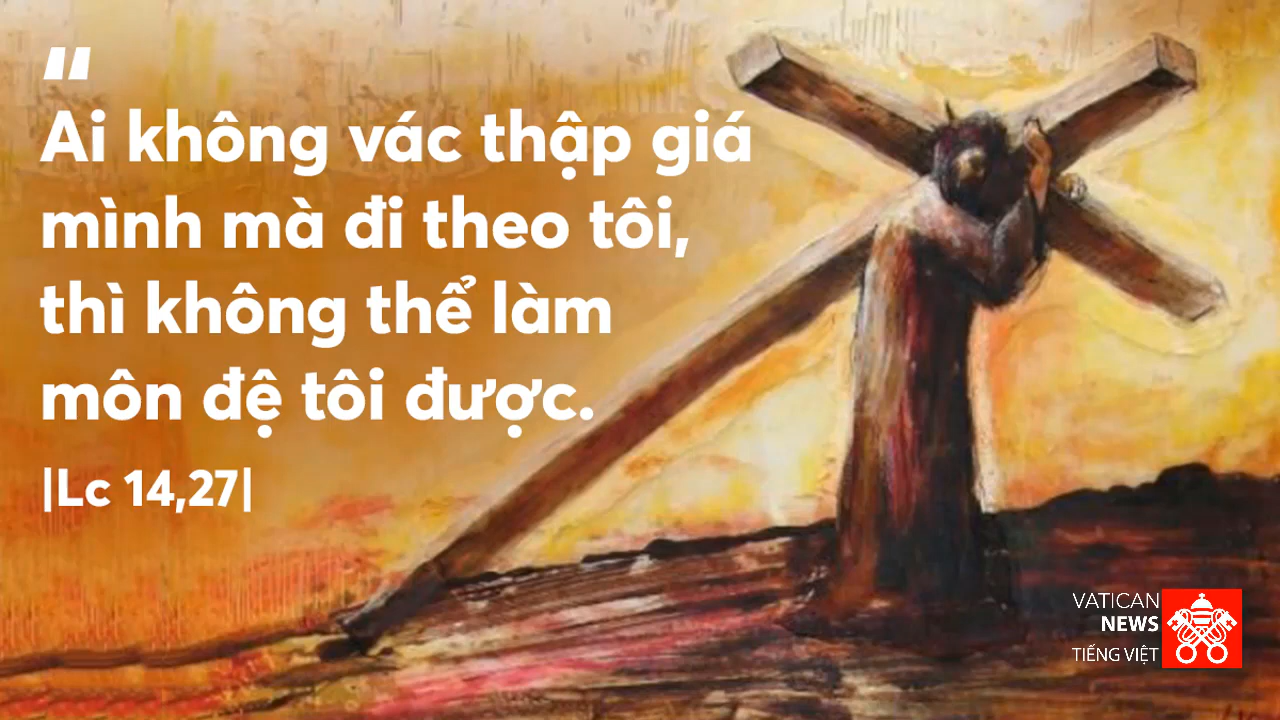 "
Ai không vác thập giá
mình mà đi theo tôi,
thì không thể làm
môn đệ tôi được.
|Lc 14,27|
VATICAN
NEWS
TIẾNG VIỆT